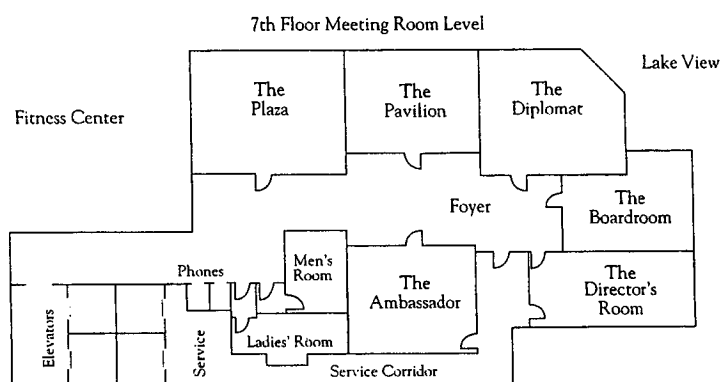 7th Floor Meeting Room Level
Lake View
Fitness Center
The
Plaza
The
Pavilion
The
Diplomat
Foyer
The
Boardroom
Phones
Men's
Room
The
Ambassador
The
Director's
Room
Elevators
Service
Ladies' Room
Service Corridor